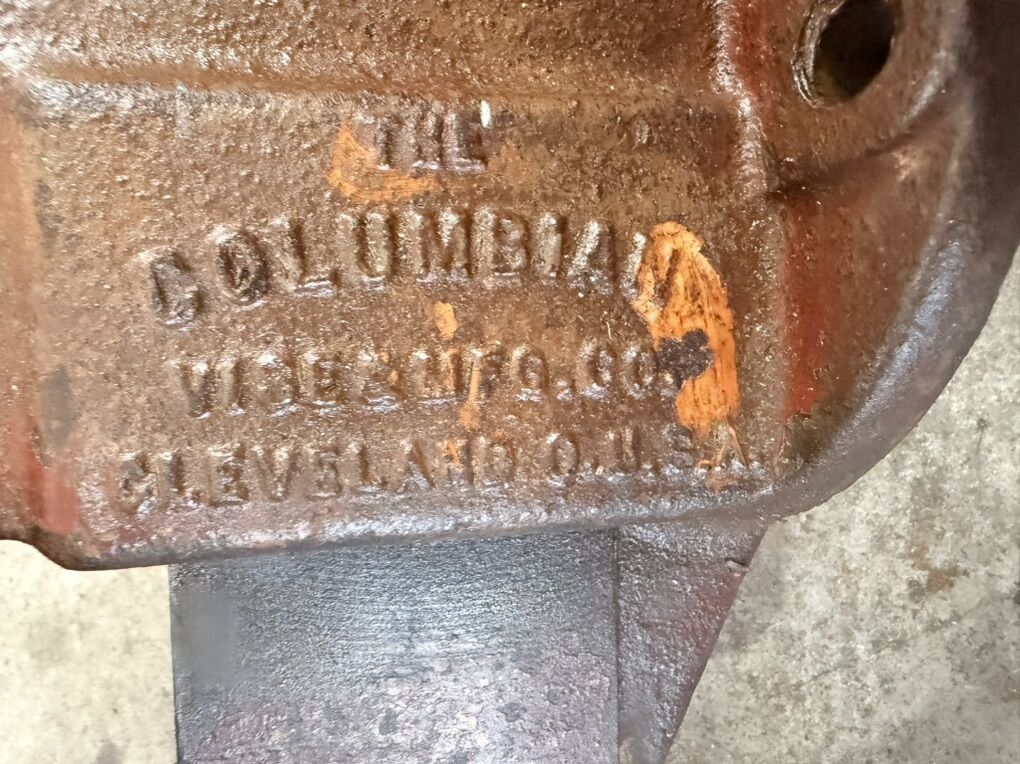 THE
COLUMBIAN
VISE & MFG. CO.
CLEVELAND O. U.S.